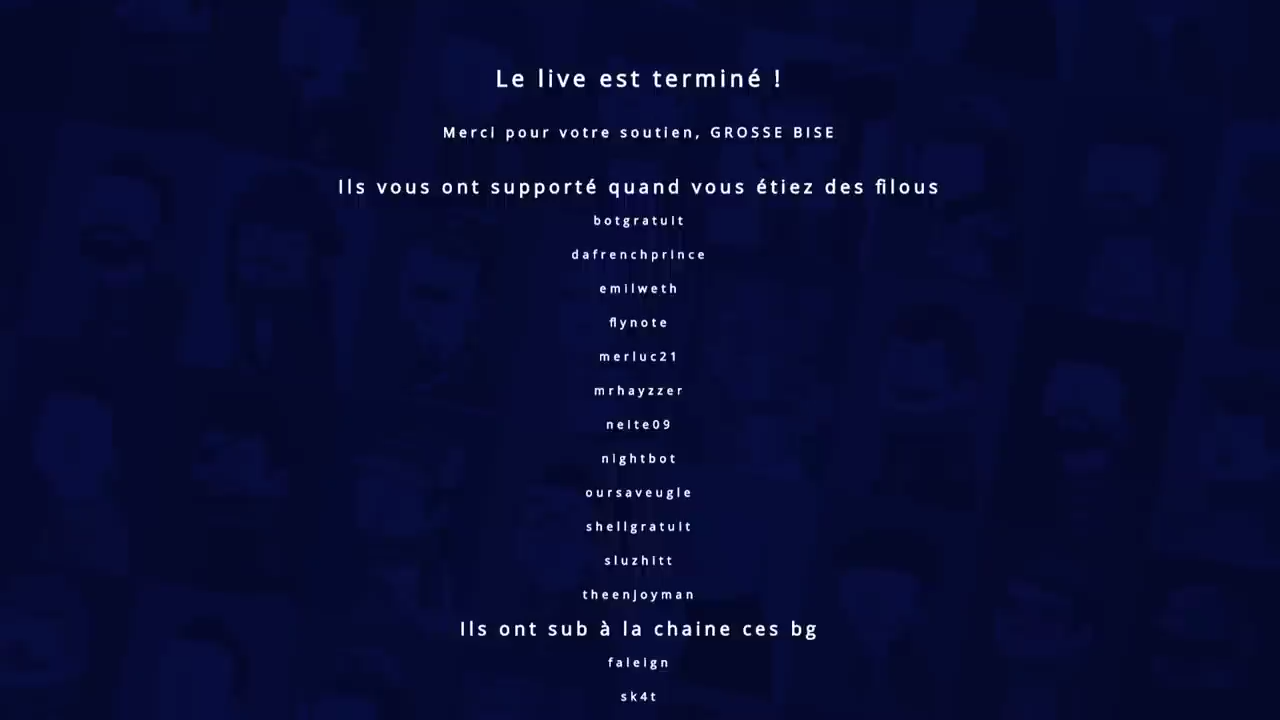 Le live est terminé !
Merci pour votre soutien, GROSSE BISE
Ils vous ont supporté quand vous étiez des filous
botgratuit
dafrenchprince
emilweth
flynote
merluc21
mrhayzzer
neite09
nightbot
oursaveugle
shellgratuit
sluzhitt
theenjoyman
Ils ont sub à la chaine ces bg
faleign
sk4t